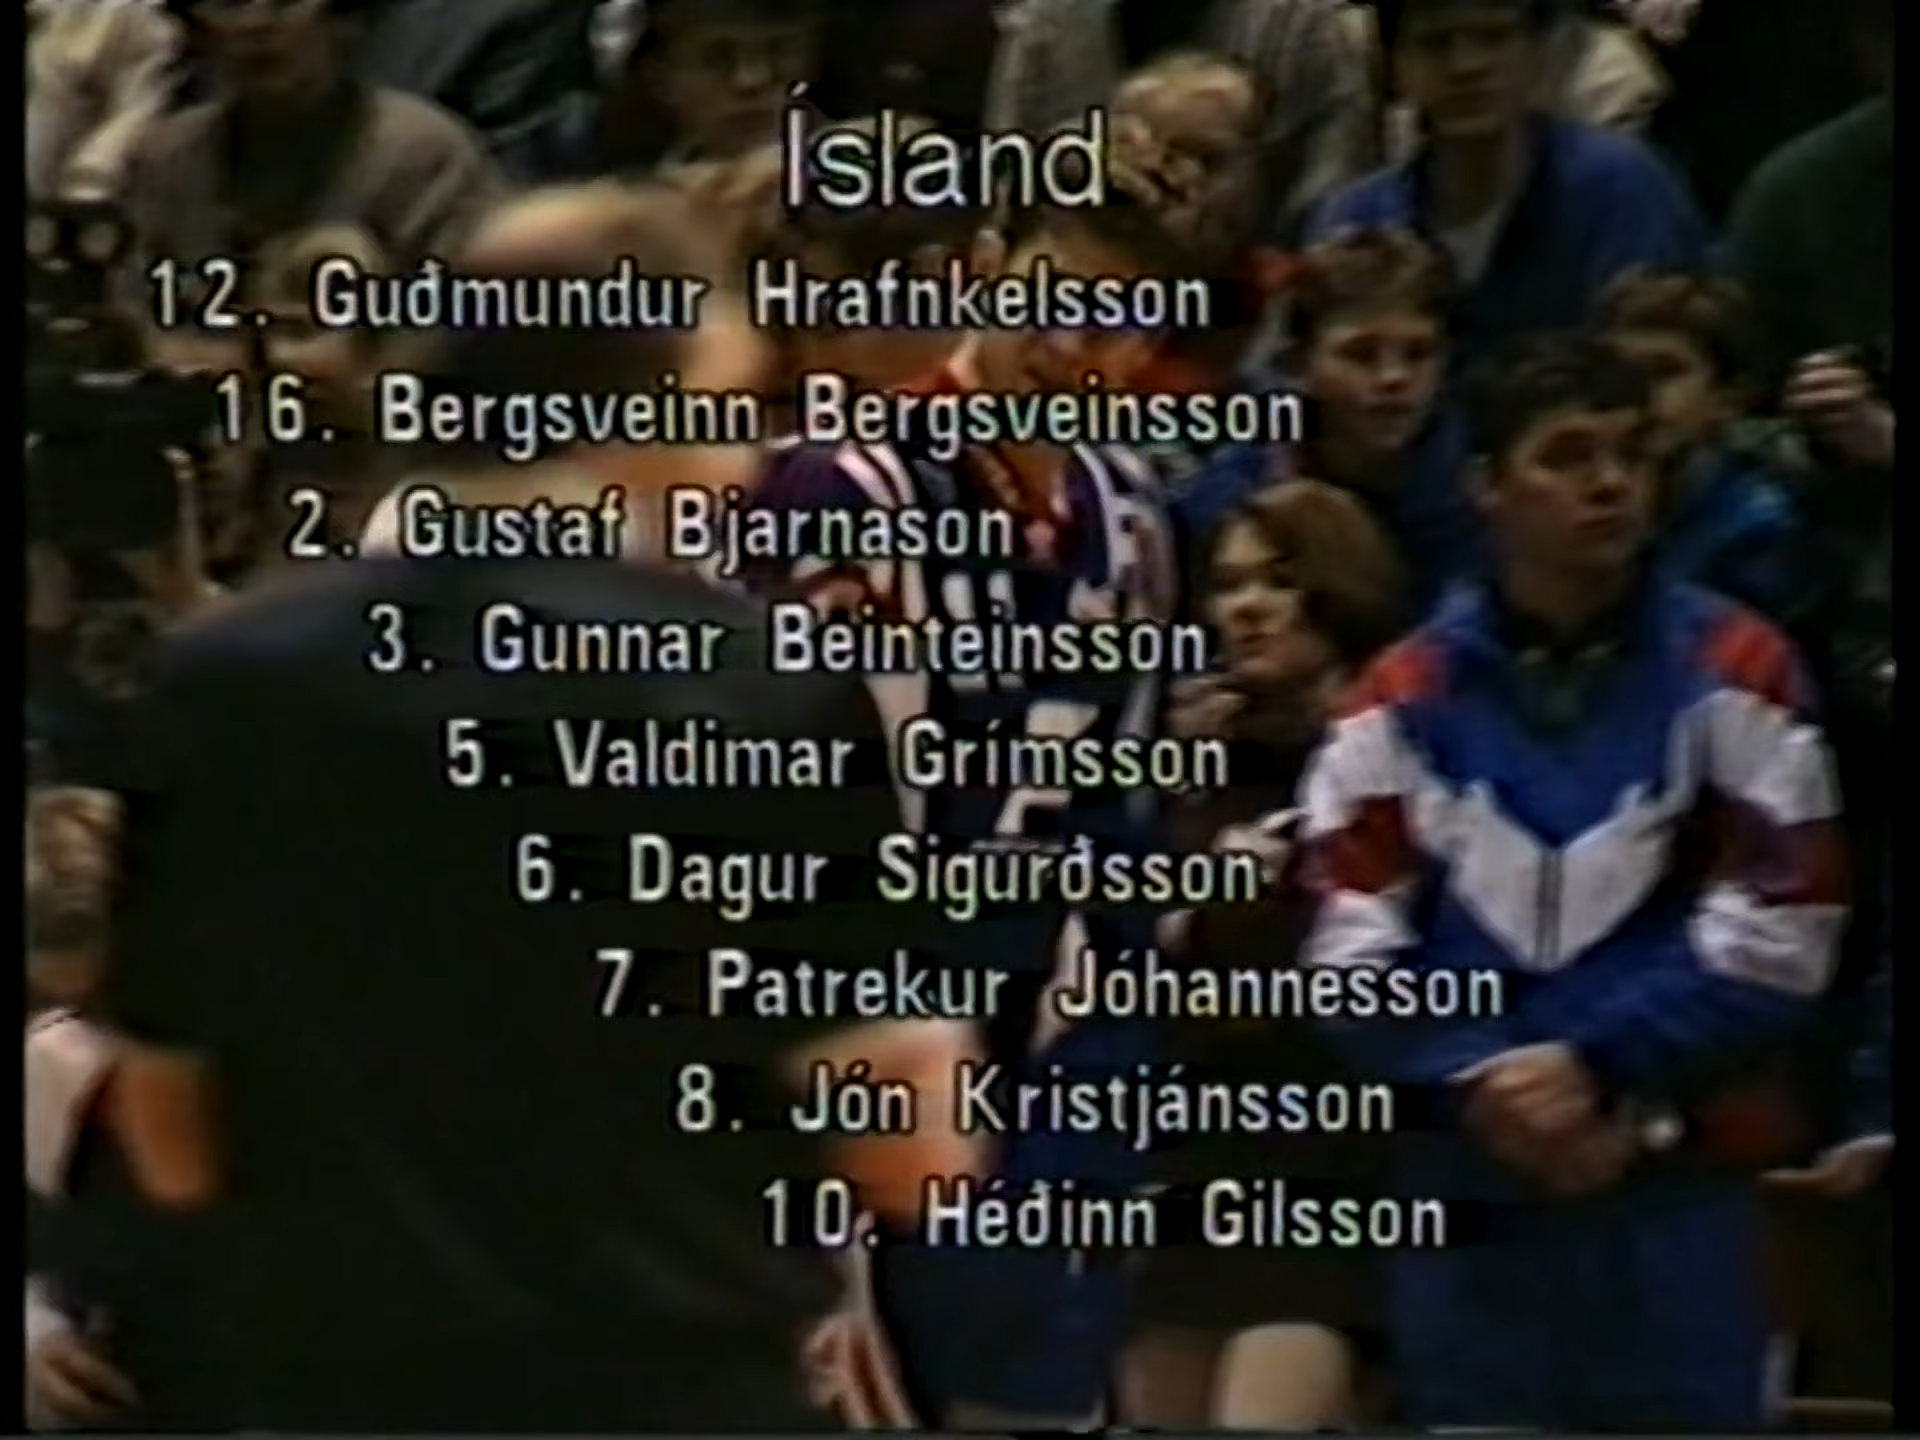 Ísland
12. Guðmundur Hrafnkelsson
16. Bergsveinn Bergsveinsson
2. Gustaf Bjarnason
3. Gunnar Beinteinsson
5. Valdimar Grímsson
6. Dagur Sigurðsson
7. Patrekur Jóhannesson
8. Jón Kristjánsson
10. Héðinn Gilsson